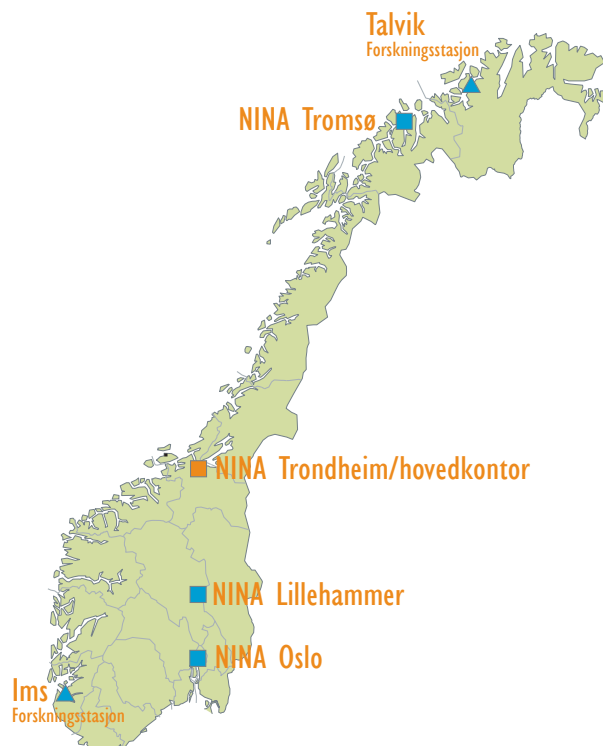 Talvik
Forskningsstasjon
NINA Tromsø
NINA Trondheim/hovedkontor
NINA Lillehammer
NINA Oslo
Ims
Forskningsstasjon